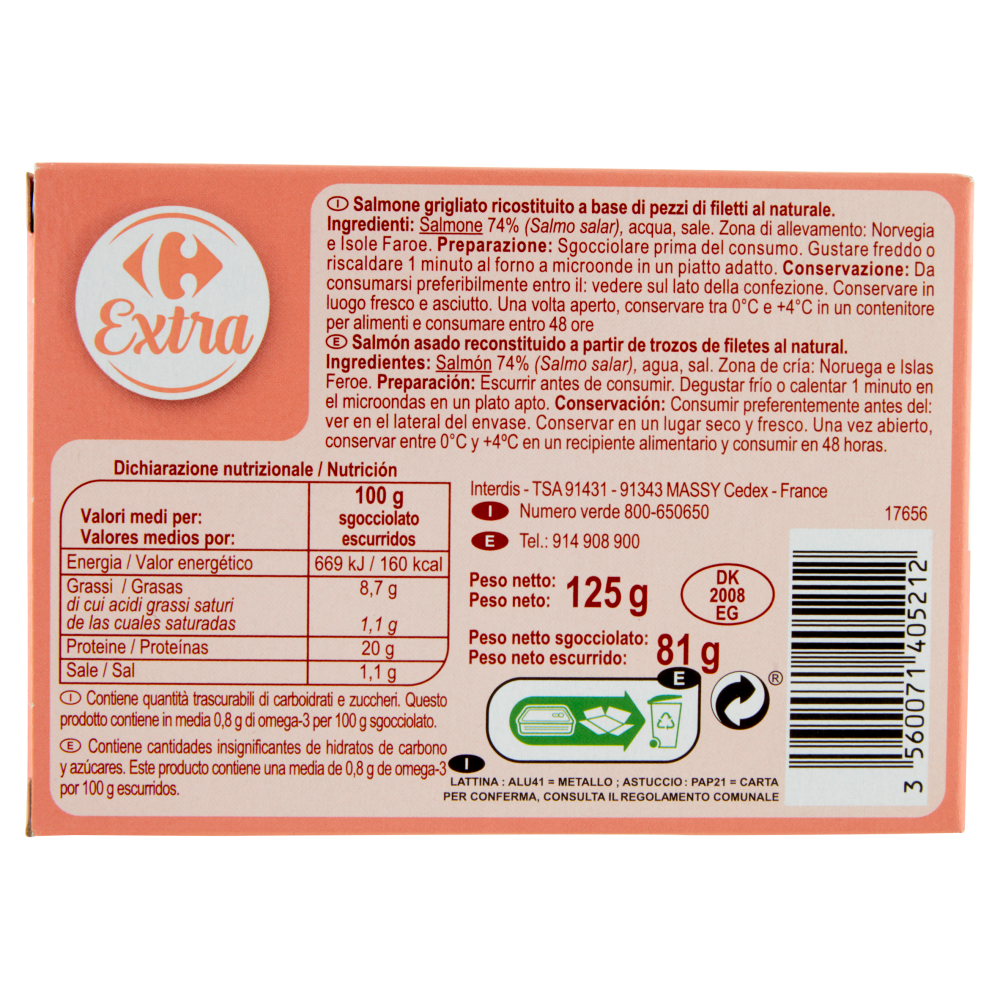 Extra
I Salmone grigliato ricostituito a base di pezzi di filetti al naturale.
Ingredienti: Salmone 74% (Salmo salar), acqua, sale. Zona di allevamento: Norvegia
e Isole Faroe. Preparazione: Sgocciolare prima del consumo. Gustare freddo o
riscaldare 1 minuto al forno a microonde in un piatto adatto. Conservazione: Da
consumarsi preferibilmente entro il: vedere sul lato della confezione. Conservare in
luogo fresco e asciutto. Una volta aperto, conservare tra 0°C e +4°C in un contenitore
per alimenti e consumare entro 48 ore
E Salmón asado reconstituido a partir de trozos de filetes al natural.
Ingredientes: Salmón 74% (Salmo salar), agua, sal. Zona de cría: Noruega e Islas
Feroe. Preparación: Escurrir antes de consumir. Degustar frío o calentar 1 minuto en
el microondas en un plato apto. Conservación: Consumir preferentemente antes del:
ver en el lateral del envase. Conservar en un lugar seco y fresco. Una vez abierto,
conservar entre 0°C y +4ºC en un recipiente alimentario y consumir en 48 horas.
Dichiarazione nutrizionale / Nutrición
Valori medi per:
Valores medios por:
100 g
sgocciolato
escurridos
Energia / Valor energético 669 kJ / 160 kcal
Grassi / Grasas 8,7 g
di cui acidi grassi saturi
de las cuales saturadas 1,1 g
Proteine / Proteínas 20 g
Sale / Sal 1,1 g
I Contiene quantità trascurabili di carboidrati e zuccheri. Questo
prodotto contiene in media 0,8 g di omega-3 per 100 g sgocciolato.
E Contiene cantidades insignificantes de hidratos de carbono
y azúcares. Este producto contiene una media de 0,8 g de omega-3
por 100 g escurridos.
Interdis - TSA 91431 - 91343 MASSY Cedex - France
I Numero verde 800-650650
E Tel.: 914 908 900
17656
Peso netto:
Peso neto: 125 g
DK
2008
EG
Peso netto sgocciolato:
Peso neto escurrido: 81 g
E
®
I
LATTINA : ALU41 = METALLO ; ASTUCCIO : PAP21 = CARTA
PER CONFERMA, CONSULTA IL REGOLAMENTO COMUNALE
3 560071 405212